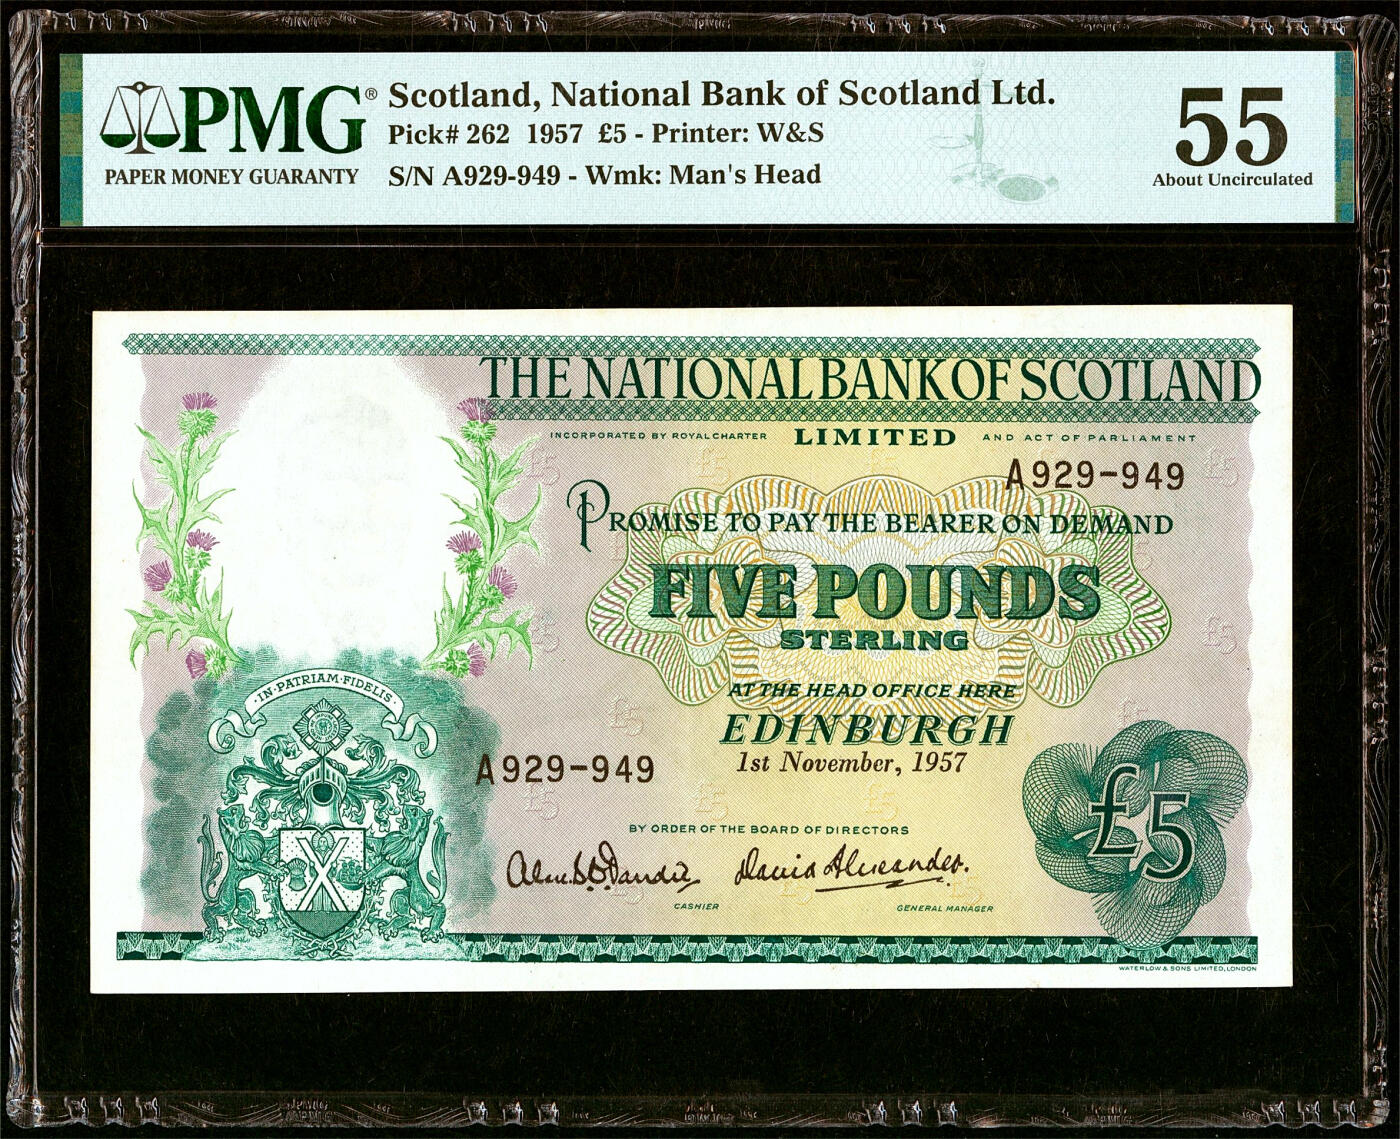 PMG®
PAPER MONEY GUARANTY
Scotland, National Bank of Scotland Ltd.
Pick# 262 1957 £5 - Printer: W&S
S/N A929-949 - Wmk: Man's Head
55
About Uncirculated
THE NATIONAL BANK OF SCOTLAND
INCORPORATED BY ROYAL CHARTER LIMITED AND ACT OF PARLIAMENT
A929-949
PROMISE TO PAY THE BEARER ON DEMAND
FIVE POUNDS
STERLING
AT THE HEAD OFFICE HERE
EDINBURGH
1st November, 1957
·IN·PATRIAM·FIDELIS·
A929-949
£5
BY ORDER OF THE BOARD OF DIRECTORS
David Alexander.
CASHIER
GENERAL MANAGER
WATERLOW & SONS LIMITED, LONDON